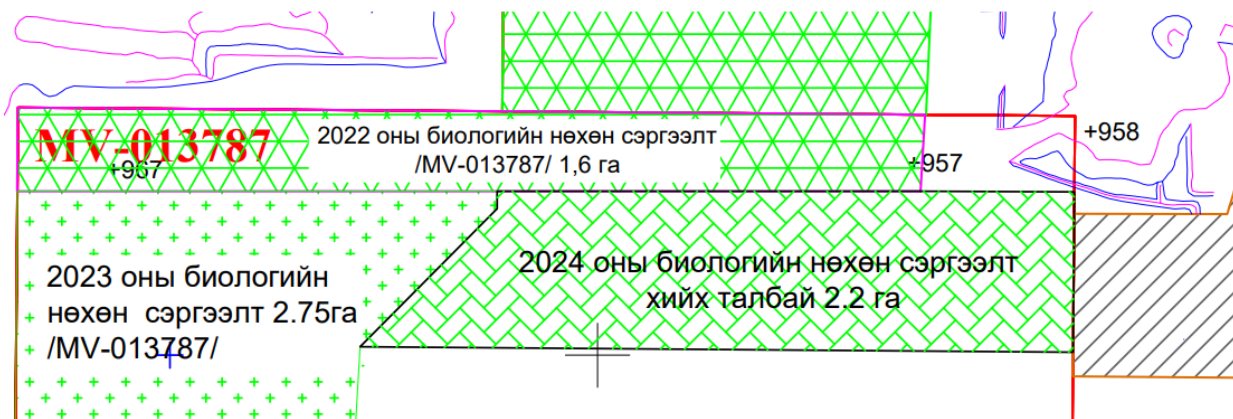 MV-013787
+967
2022 оны биологийн нөхөн сэргээлт
/MV-013787/ 1,6 га
+957
+958
2023 оны биологийн
нөхөн сэргээлт 2.75га
/MV-013787/
2024 оны биологийн нөхөн сэргээлт
хийх талбай 2.2 га